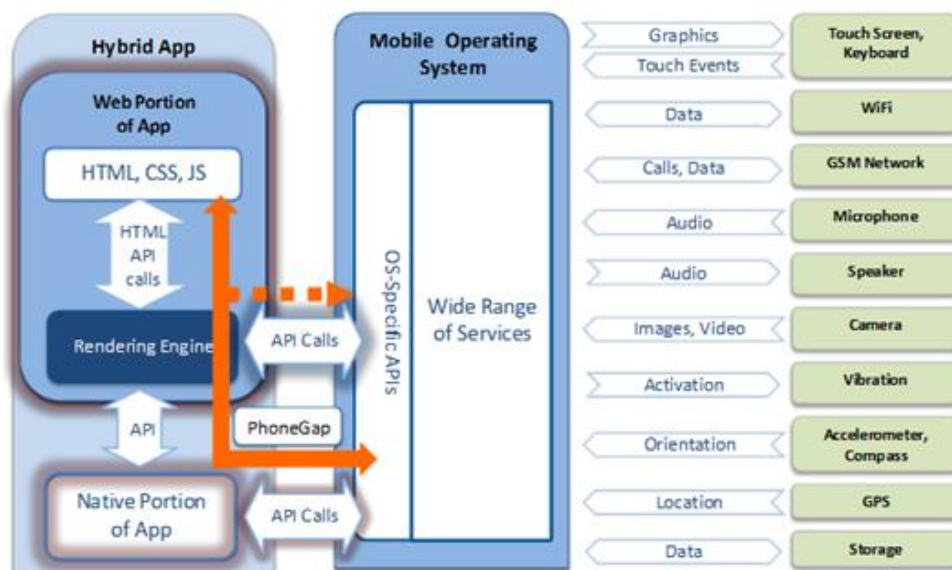 Hybrid App
Web Portion
of App
HTML, CSS, JS
HTML
API
calls
Rendering Engine
API
Native Portion
of App
API Calls
PhoneGap
API Calls
Mobile Operating
System
OS-Specific APIs
Wide Range
of Services
Graphics
Touch Events
Touch Screen,
Keyboard
Data
WiFi
Calls, Data
GSM Network
Audio
Microphone
Audio
Speaker
Images, Video
Camera
Activation
Vibration
Orientation
Accelerometer,
Compass
Location
GPS
Data
Storage